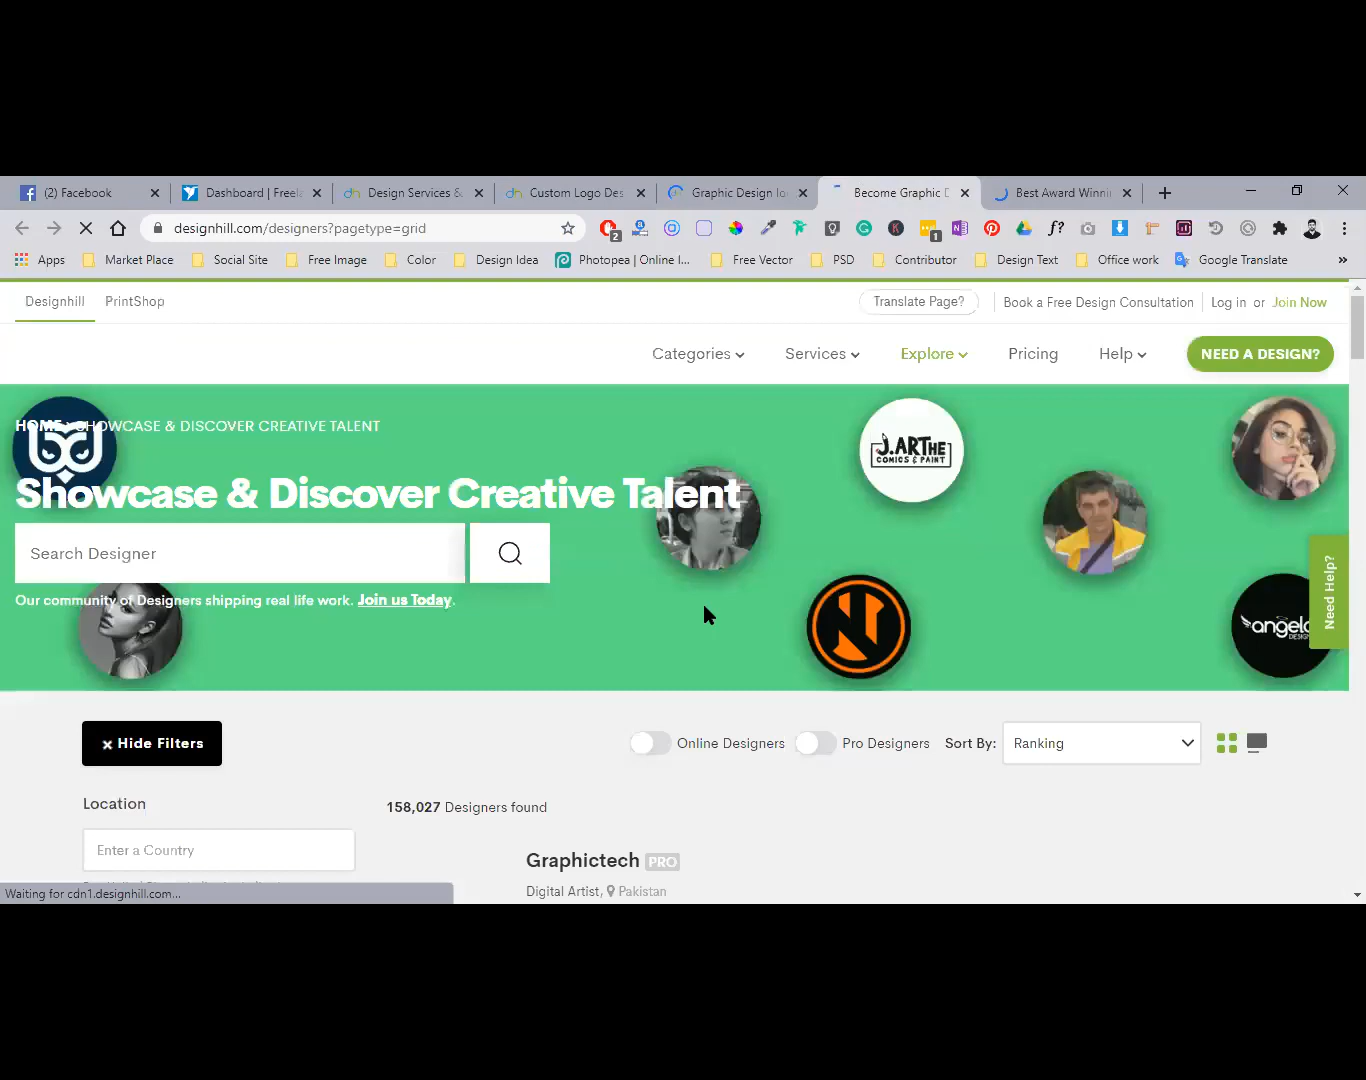 (2) Facebook
Dashboard | Freela
Design Services &
Custom Logo Des
Graphic Design Jo
Become Graphic D
Best Award Winni
designhill.com/designers?pagetype=grid
2
1
f?
Apps
Market Place
Social Site
Free Image
Color
Design Idea
Photopea | Online I...
Free Vector
PSD
Contributor
Design Text
Office work
Google Translate
»
Designhill
PrintShop
Translate Page?
Book a Free Design Consultation
Log in or Join Now
Categories
Services
Explore
Pricing
Help
NEED A DESIGN?
HOME > SHOWCASE & DISCOVER CREATIVE TALENT
Showcase & Discover Creative Talent
Search Designer
Our community of Designers shipping real life work. Join us Today.
J.ARTHE
COMICS & PAINT
angelo
DESIGN
Need Help?
× Hide Filters
Online Designers
Pro Designers
Sort By:
Ranking
Location
158,027 Designers found
Enter a Country
Graphictech PRO
Digital Artist, Pakistan
Waiting for cdn1.designhill.com...